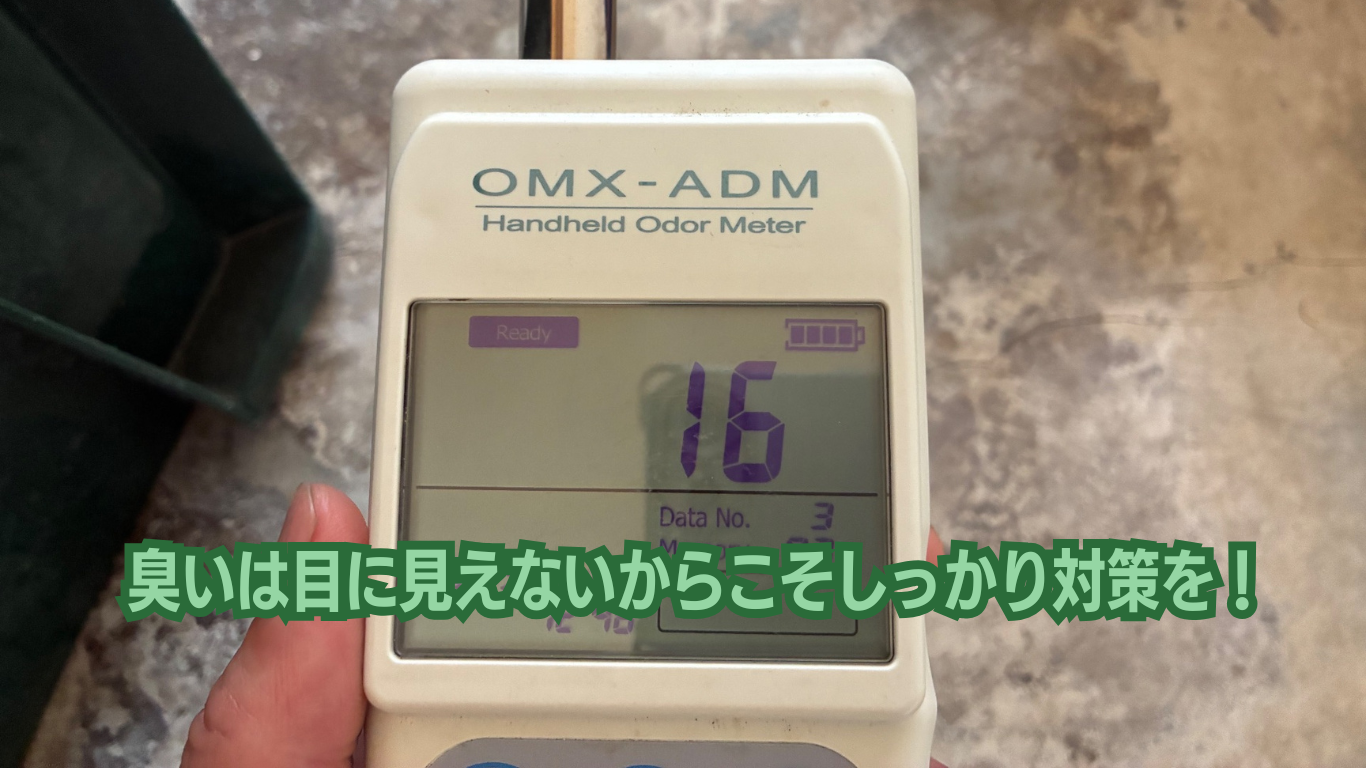 OMX-ADM
Handheld Odor Meter
Ready
16
Data No. 3
臭いは目に見えないからこそしっかり対策を！